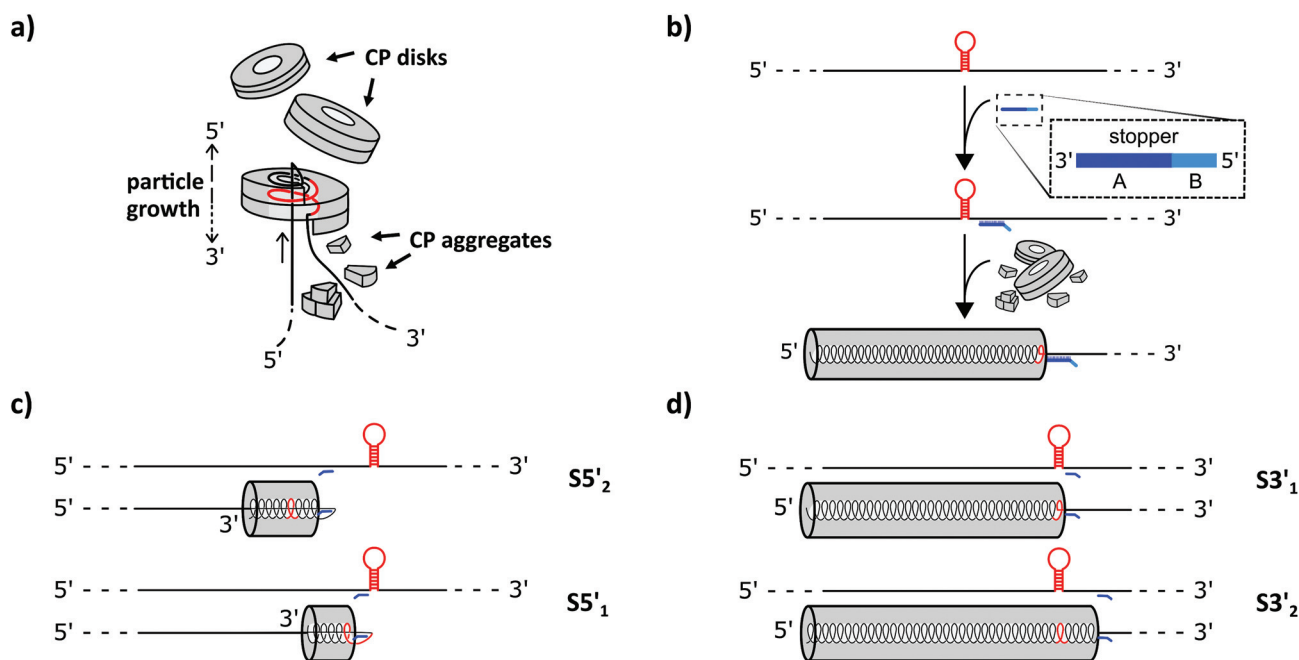 a)
CP disks
5'
particle
growth
3'
CP aggregates
5'
3'
b)
5'
3'
stopper
3'
5'
A
B
5'
3'
5'
3'
c)
5'
3'
S5'2
5'
3'
5'
3'
S5'1
3'
5'
d)
5'
3'
S3'1
5'
3'
5'
3'
S3'2
5'
3'